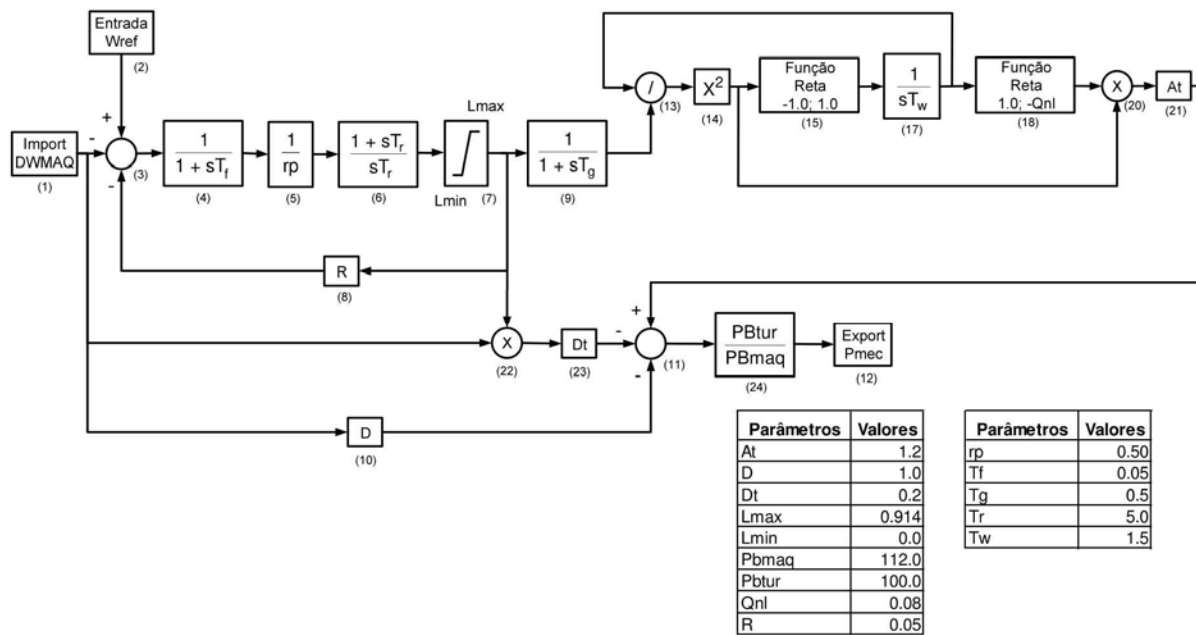 Entrada
Wref
(2)
Import
DWMAQ
(1)
+
-
-
(3)
1
1 + sT_f
(4)
1
rp
(5)
1 + sT_r
sT_r
(6)
Lmax
Lmin
(7)
1
1 + sT_g
(9)
/
(13)
X²
(14)
Função
Reta
-1.0; 1.0
(15)
1
sT_w
(17)
Função
Reta
1.0; -Qnl
(18)
X
(20)
At
(21)
R
(8)
X
(22)
Dt
(23)
+
-
-
(11)
PBtur
PBmaq
(24)
Export
Pmec
(12)
D
(10)
Parâmetros Valores
At 1.2
D 1.0
Dt 0.2
Lmax 0.914
Lmin 0.0
Pbmaq 112.0
Pbtur 100.0
Qnl 0.08
R 0.05
Parâmetros Valores
rp 0.50
Tf 0.05
Tg 0.5
Tr 5.0
Tw 1.5